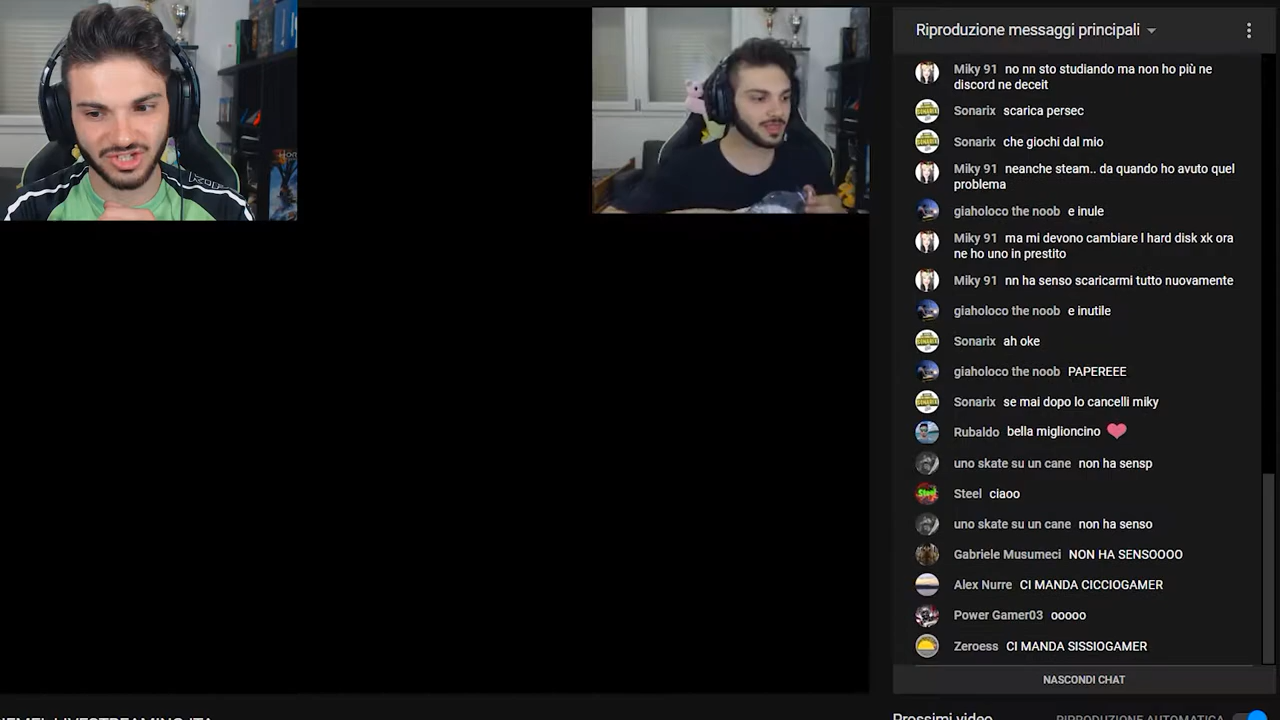 Riproduzione messaggi principali
Miky 91 no nn sto studiando ma non ho più ne
discord ne deceit
Sonarix scarica persec
Sonarix che giochi dal mio
Miky 91 neanche steam.. da quando ho avuto quel
problema
giaholoco the noob e inule
Miky 91 ma mi devono cambiare l hard disk xk ora
ne ho uno in prestito
Miky 91 nn ha senso scaricarmi tutto nuovamente
giaholoco the noob e inutile
Sonarix ah oke
giaholoco the noob PAPEREEE
Sonarix se mai dopo lo cancelli miky
Rubaldo bella miglioncino
uno skate su un cane non ha sensp
Steel ciaoo
uno skate su un cane non ha senso
Gabriele Musumeci NON HA SENSOOOO
Alex Nurre CI MANDA CICCIOGAMER
Power Gamer03 ooooo
Zeroess CI MANDA SISSIOGAMER
NASCONDI CHAT
Prossimi video RIPRODUZIONE AUTOMATICA
LIVESTREAMING ITA